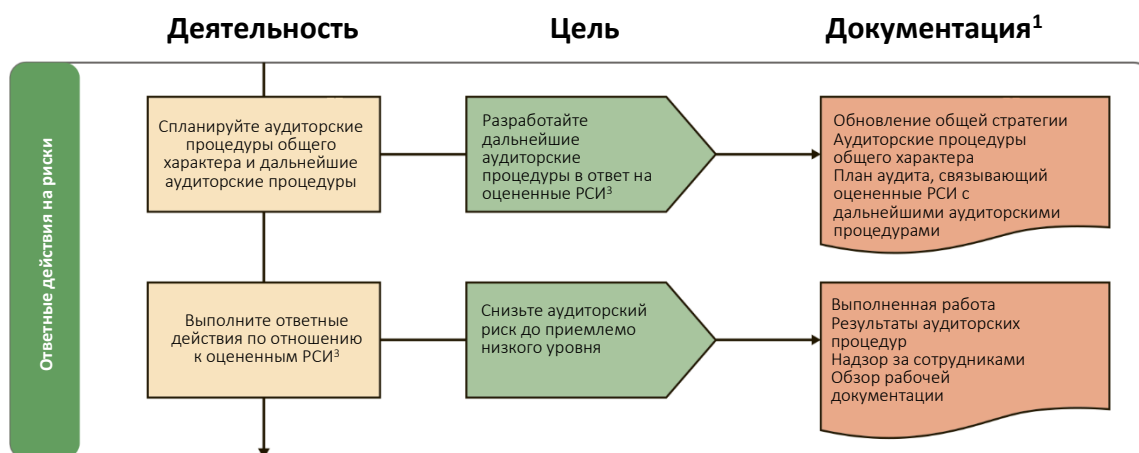 Деятельность
Цель
Документация¹
Ответные действия на риски
Спланируйте аудиторские
процедуры общего
характера и дальнейшие
аудиторские процедуры
Разработайте
дальнейшие
аудиторские
процедуры в ответ на
оцененные РСИ³
Обновление общей стратегии
Аудиторские процедуры
общего характера
План аудита, связывающий
оцененные РСИ с
дальнейшими аудиторскими
процедурами
Выполните ответные
действия по отношению
к оцененным РСИ³
Снизьте аудиторский
риск до приемлемо
низкого уровня
Выполненная работа
Результаты аудиторских
процедур
Надзор за сотрудниками
Обзор рабочей
документации